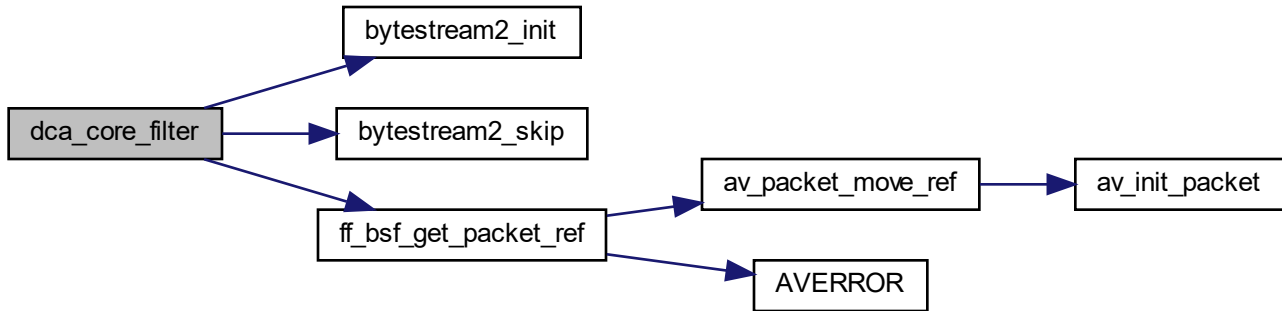 bytestream2_init
dca_core_filter
bytestream2_skip
av_packet_move_ref
av_init_packet
ff_bsf_get_packet_ref
AVERROR